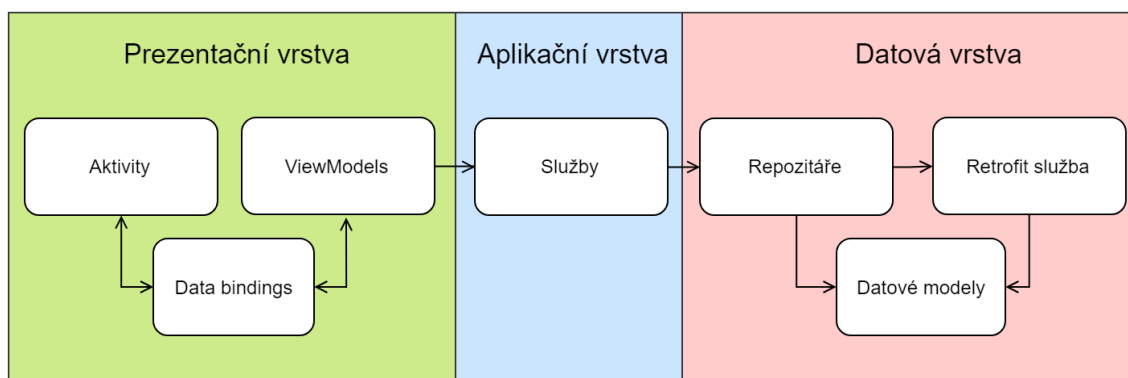 Prezentační vrstva
Aplikační vrstva
Datová vrstva
Aktivity
ViewModels
Služby
Repozitáře
Retrofit služba
Data bindings
Datové modely